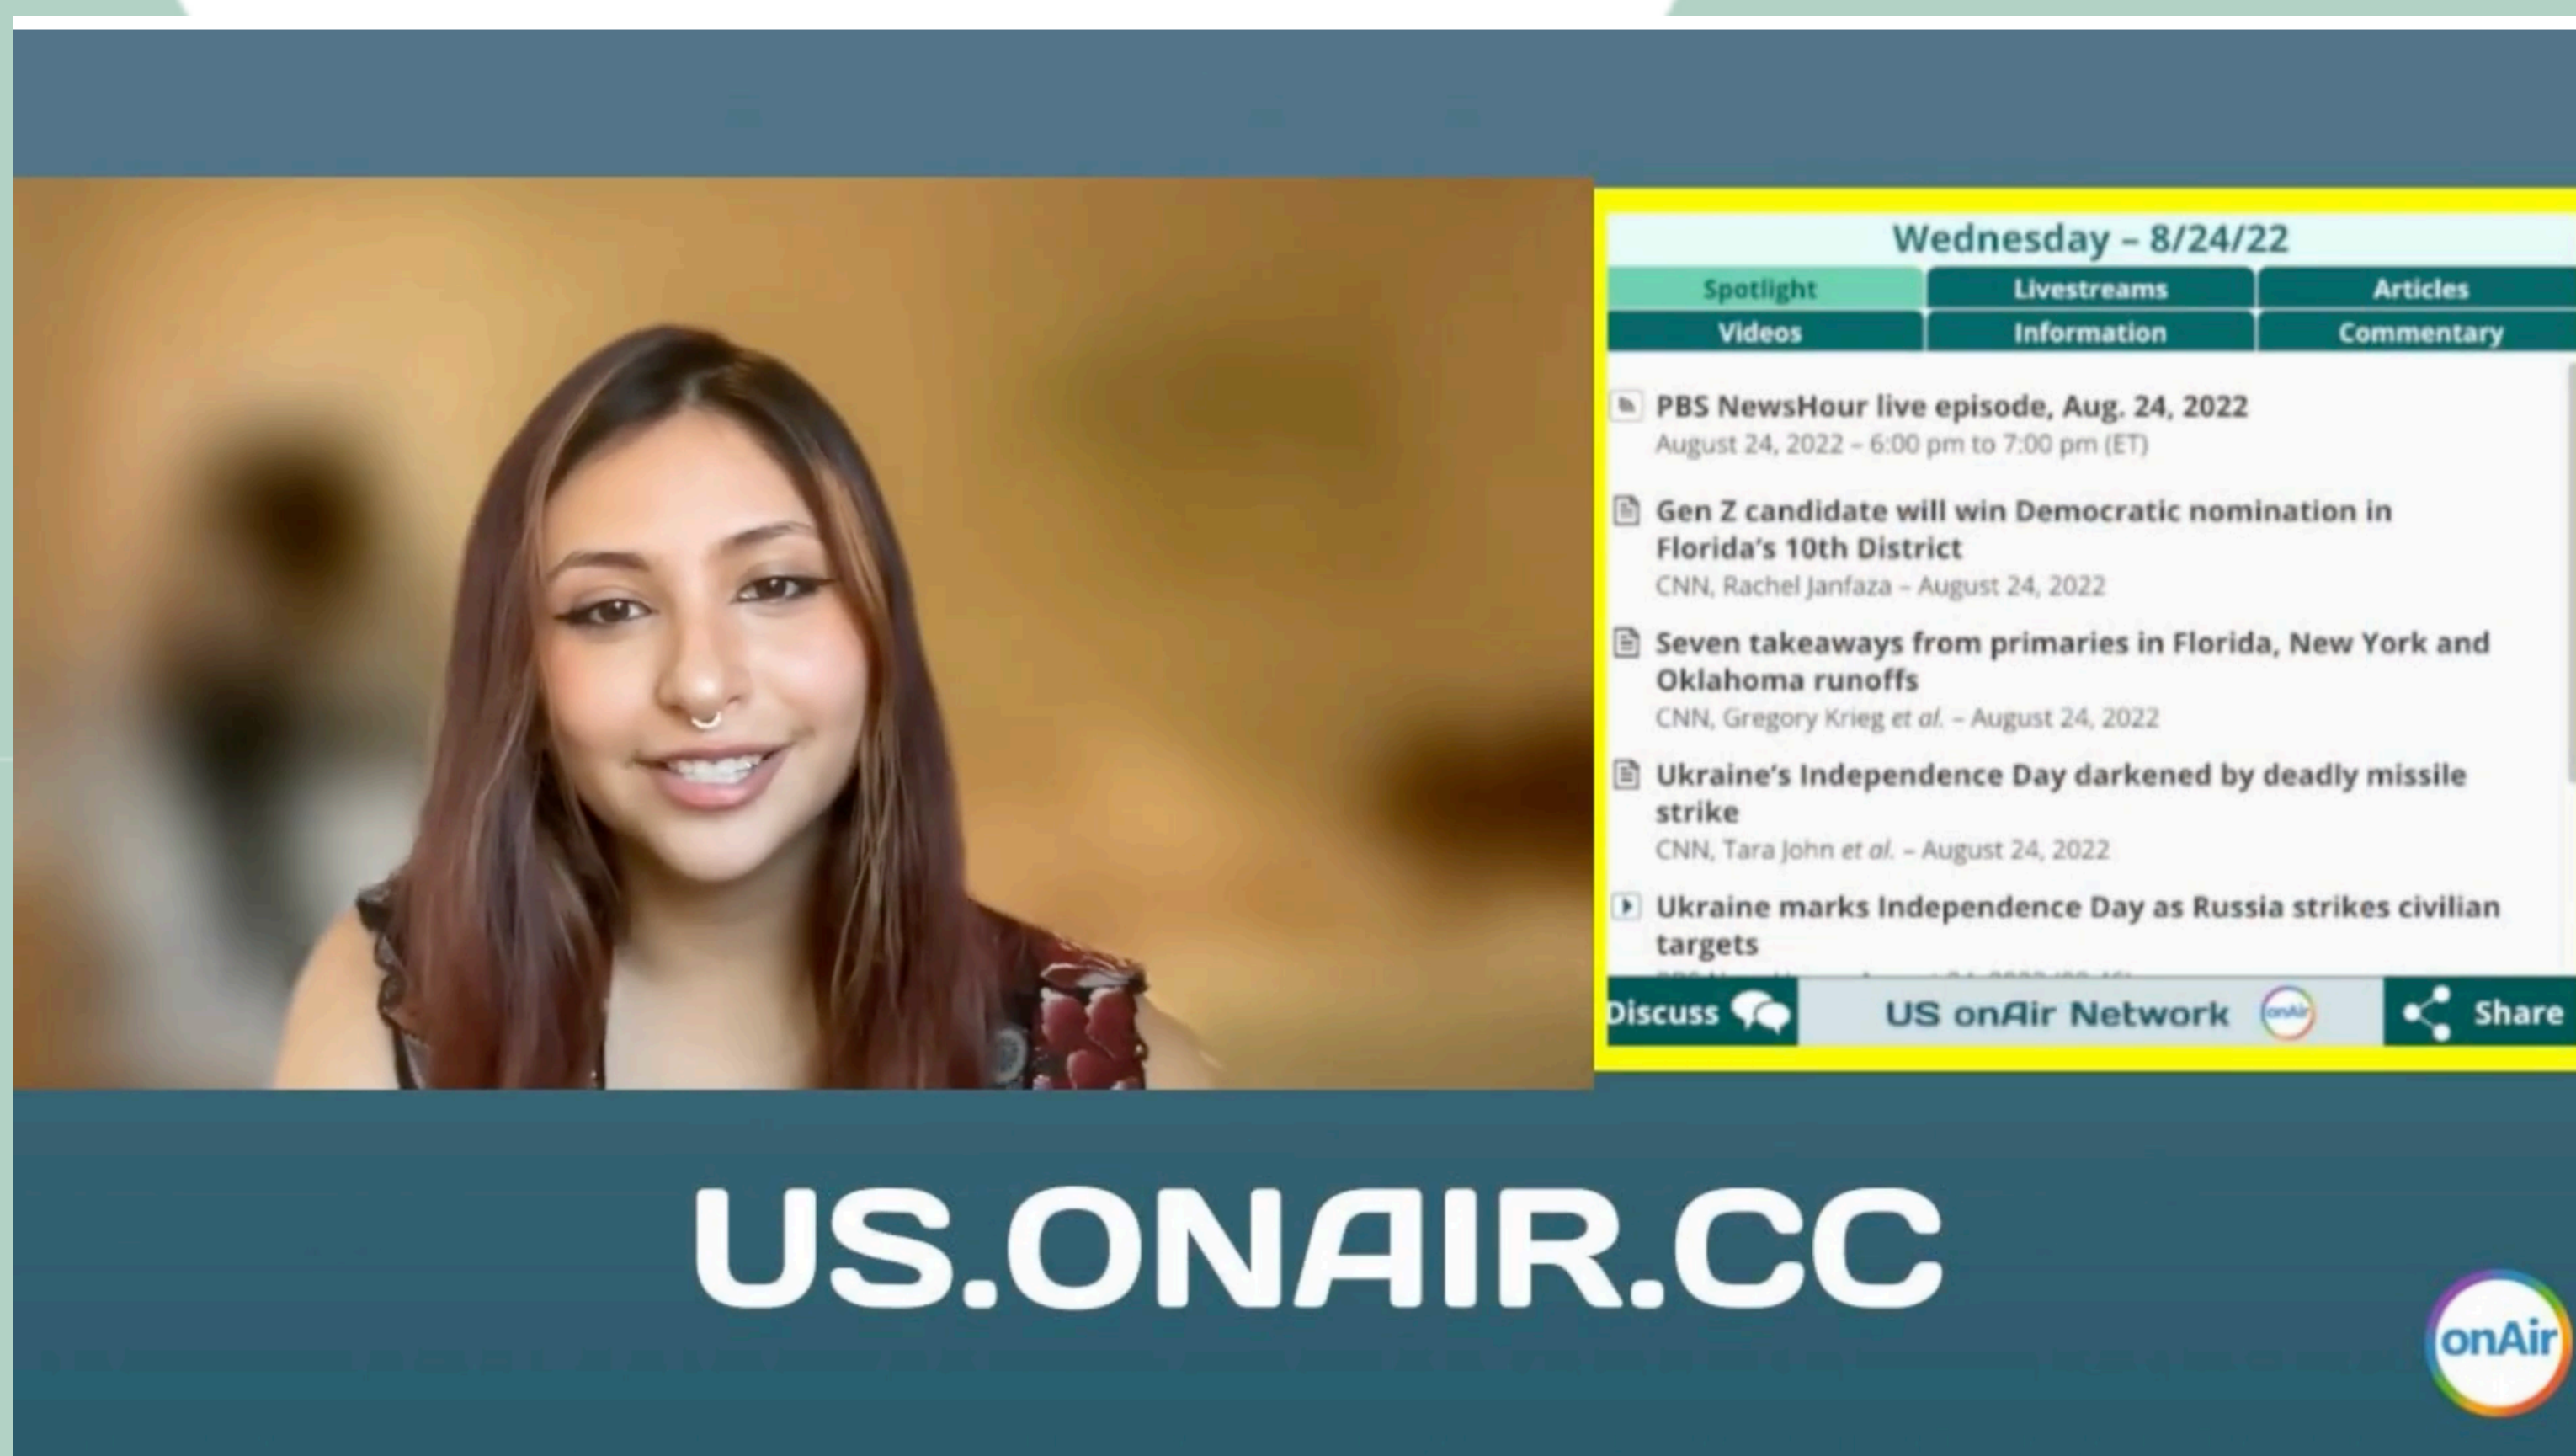 Wednesday – 8/24/22
Spotlight
Livestreams
Articles
Videos
Information
Commentary
PBS NewsHour live episode, Aug. 24, 2022
August 24, 2022 – 6:00 pm to 7:00 pm (ET)
Gen Z candidate will win Democratic nomination in
Florida's 10th District
CNN, Rachel Janfaza – August 24, 2022
Seven takeaways from primaries in Florida, New York and
Oklahoma runoffs
CNN, Gregory Krieg et al. – August 24, 2022
Ukraine's Independence Day darkened by deadly missile
strike
CNN, Tara John et al. – August 24, 2022
Ukraine marks Independence Day as Russia strikes civilian
targets
Discuss
US onAir Network
onAir
Share
US.ONAIR.CC
onAir